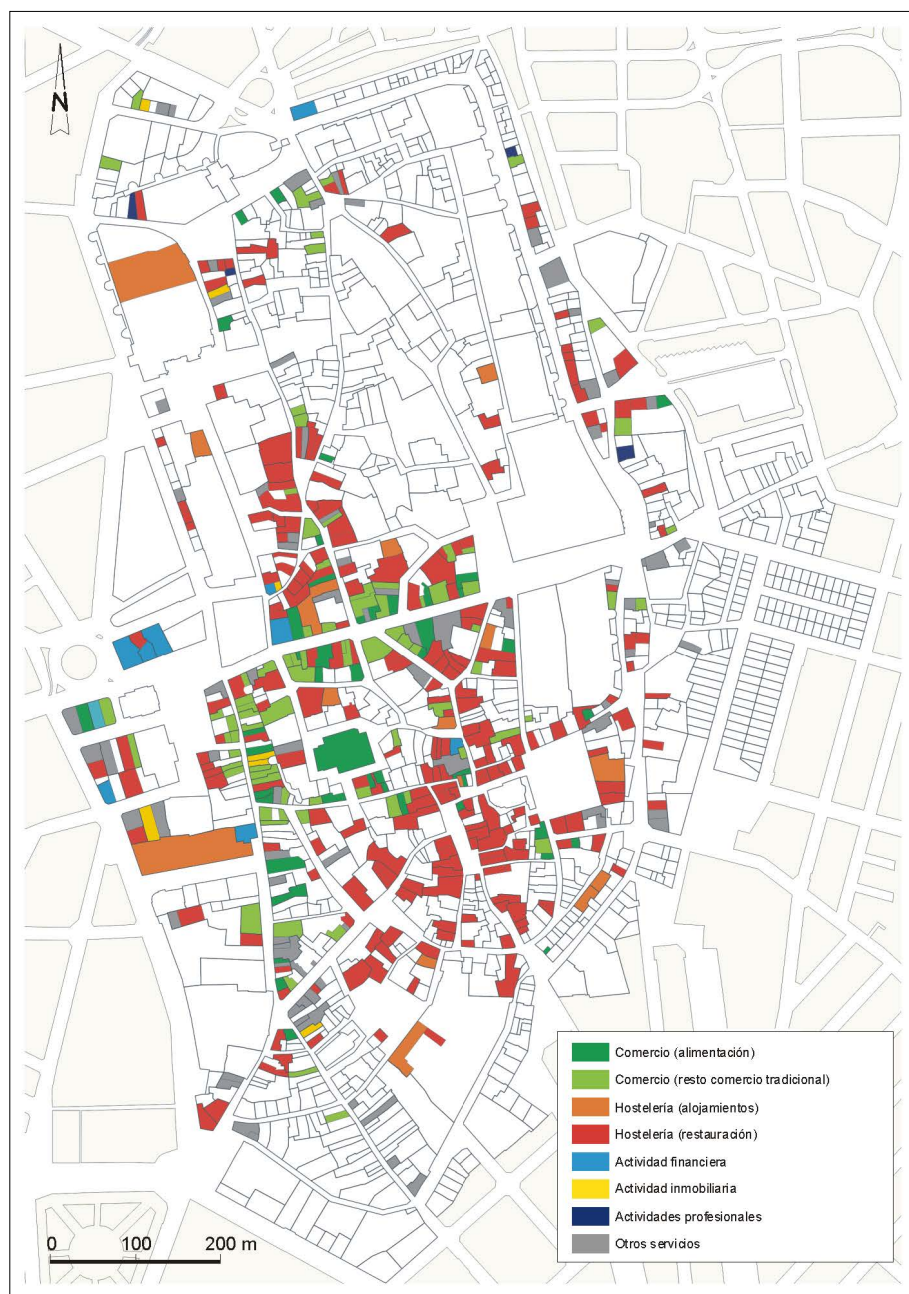 N
Comercio (alimentación)
Comercio (resto comercio tradicional)
Hostelería (alojamientos)
Hostelería (restauración)
Actividad financiera
Actividad inmobiliaria
Actividades profesionales
Otros servicios
0 100 200 m